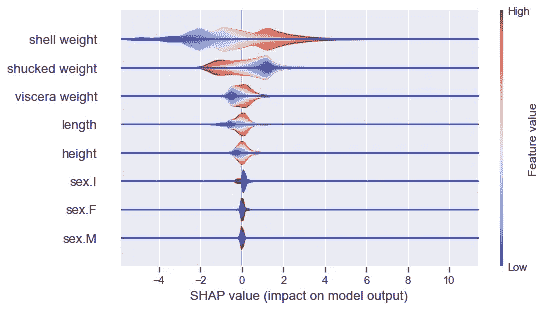 High
shell weight
shucked weight
viscera weight
length
height
sex.I
sex.F
sex.M
Feature value
Low
−4 −2 0 2 4 6 8 10
SHAP value (impact on model output)